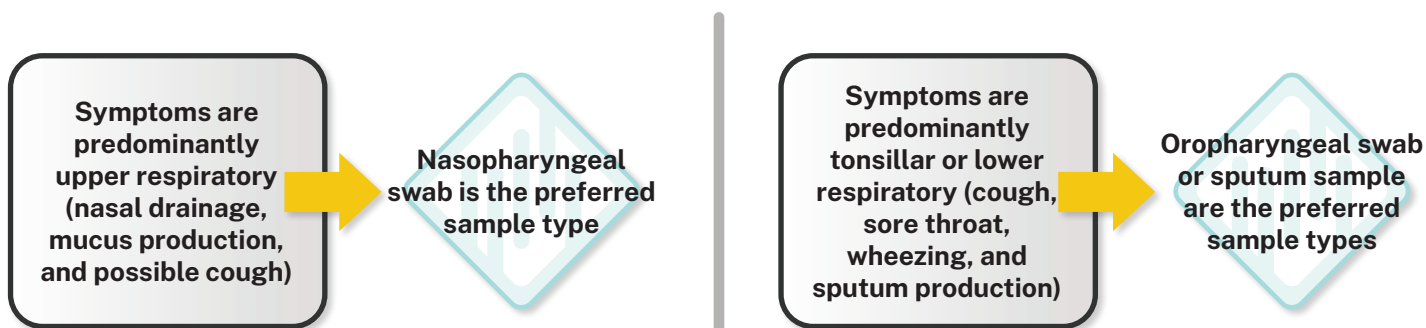 Symptoms are
predominantly
upper respiratory
(nasal drainage,
mucus production,
and possible cough)
Nasopharyngeal
swab is the preferred
sample type
Symptoms are
predominantly
tonsillar or lower
respiratory (cough,
sore throat,
wheezing, and
sputum production)
Oropharyngeal swab
or sputum sample
are the preferred
sample types